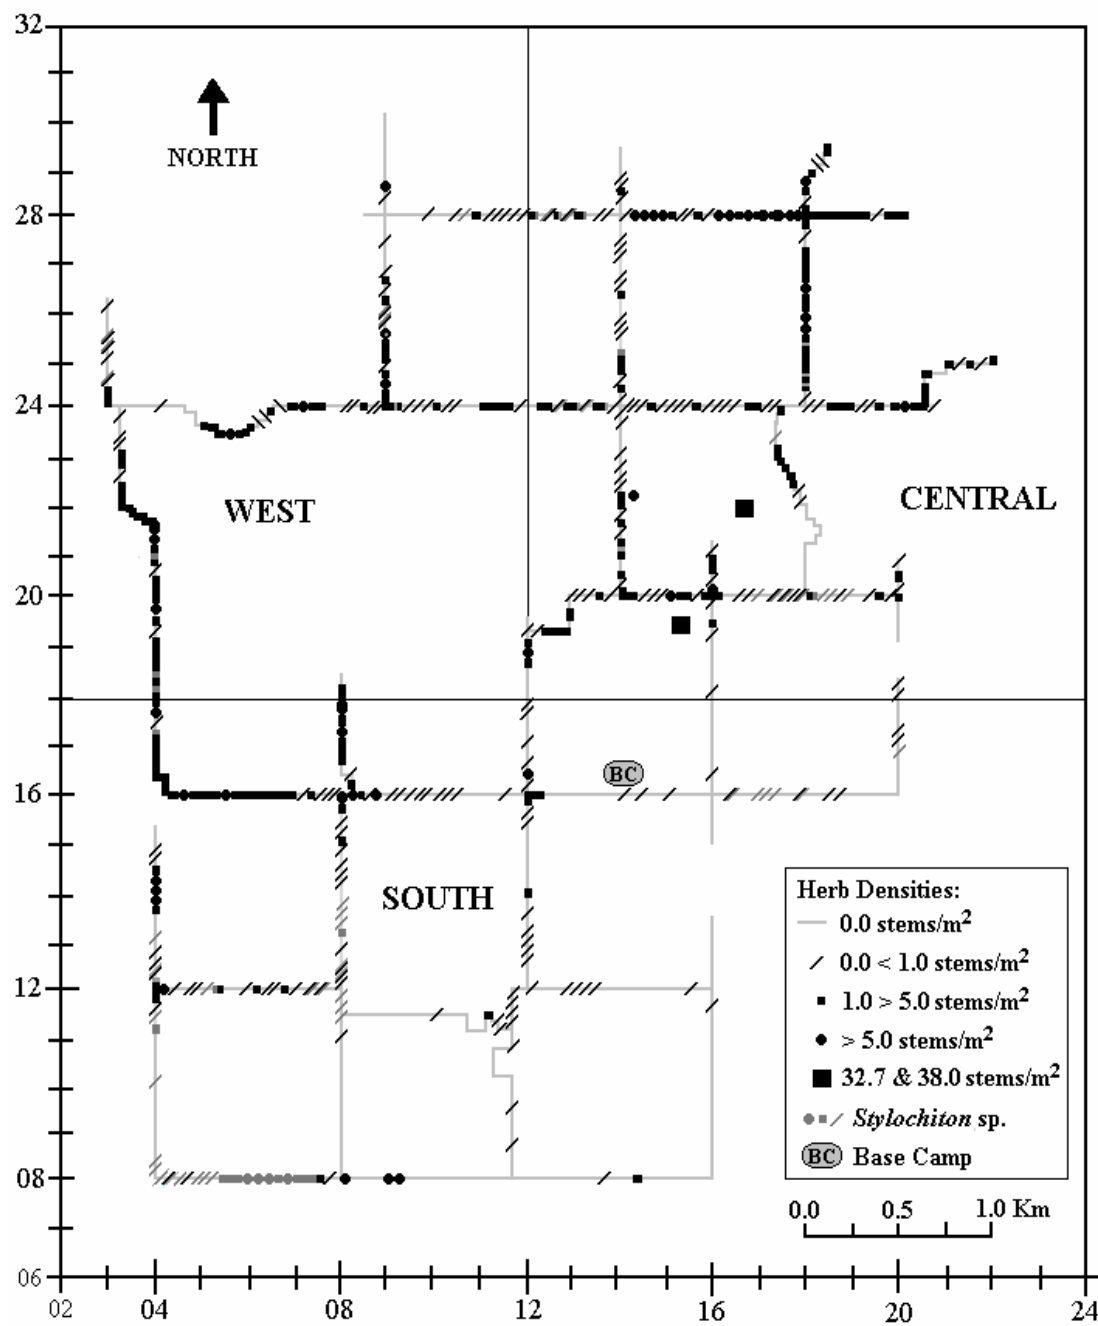 32
NORTH
28
24
WEST
CENTRAL
20
BC
16
SOUTH
Herb Densities:
0.0 stems/m²
0.0 < 1.0 stems/m²
1.0 > 5.0 stems/m²
> 5.0 stems/m²
32.7 & 38.0 stems/m²
Stylochiton sp.
BC Base Camp
12
08
0.0 0.5 1.0 Km
06
02 04 08 12 16 20 24